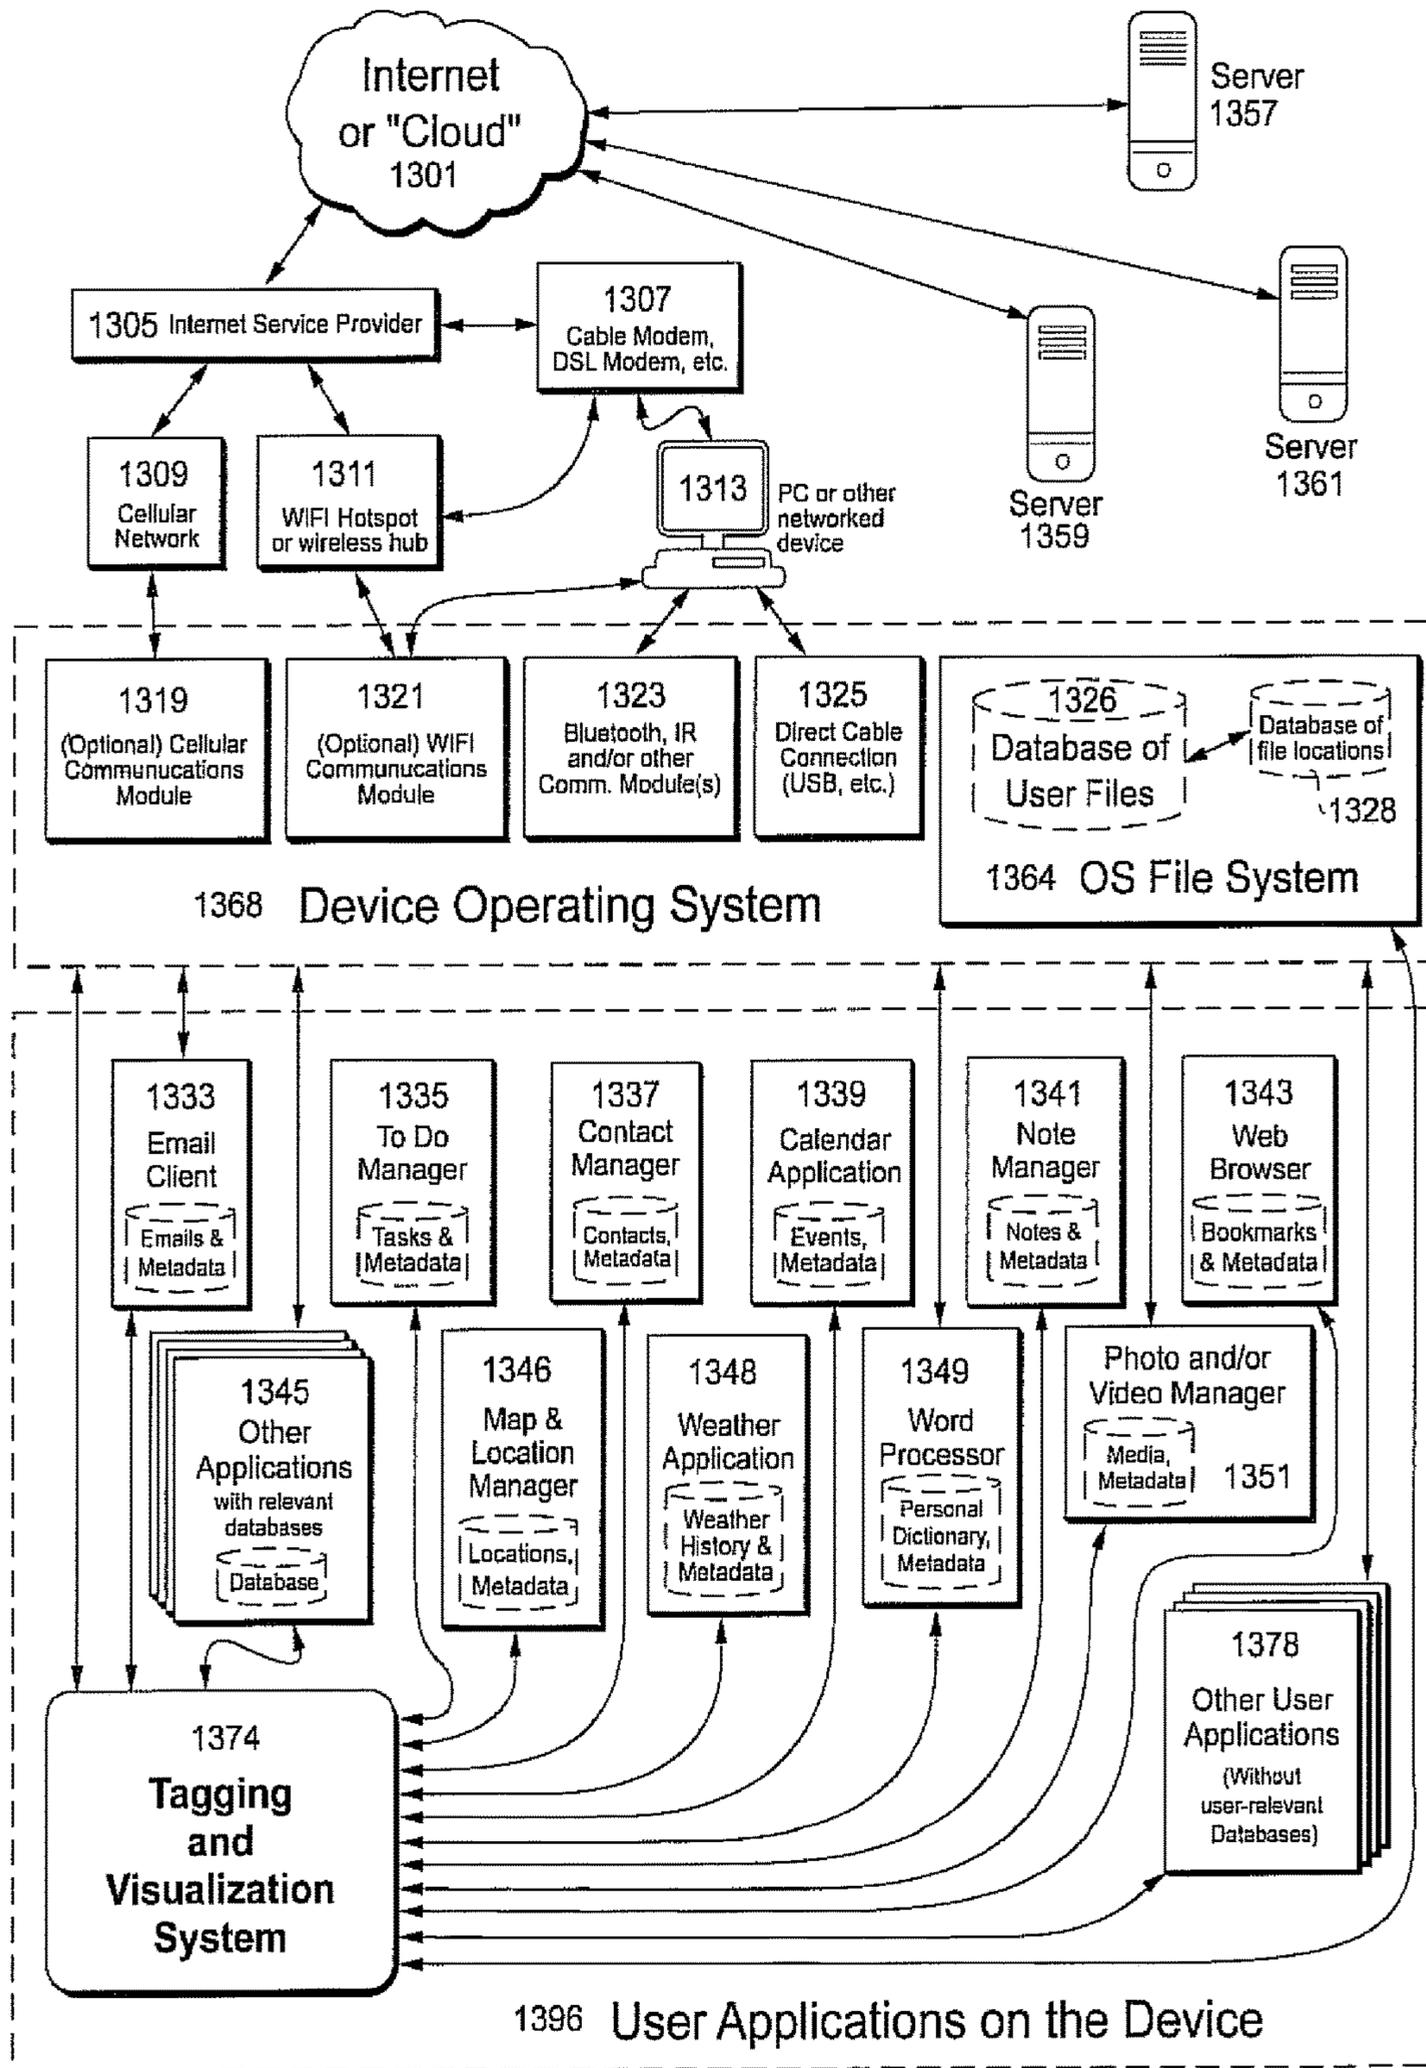 Internet
or "Cloud"
1301
Server
1357
Server
1361
Server
1359
1305 Internet Service Provider
1307
Cable Modem,
DSL Modem, etc.
1309
Cellular
Network
1311
WIFI Hotspot
or wireless hub
1313
PC or other
networked
device
1319
(Optional) Cellular
Communucations
Module
1321
(Optional) WIFI
Communucations
Module
1323
Bluetooth, IR
and/or other
Comm. Module(s)
1325
Direct Cable
Connection
(USB, etc.)
1326
Database of
User Files
Database of
file locations
1328
1364 OS File System
1368 Device Operating System
1333
Email
Client
Emails &
Metadata
1335
To Do
Manager
Tasks &
Metadata
1337
Contact
Manager
Contacts,
Metadata
1339
Calendar
Application
Events,
Metadata
1341
Note
Manager
Notes &
Metadata
1343
Web
Browser
Bookmarks
& Metadata
1345
Other
Applications
with relevant
databases
Database
1346
Map &
Location
Manager
Locations,
Metadata
1348
Weather
Application
Weather
History &
Metadata
1349
Word
Processor
Personal
Dictionary,
Metadata
Photo and/or
Video Manager
Media,
Metadata
1351
1378
Other User
Applications
(Without
user-relevant
Databases)
1374
Tagging
and
Visualization
System
1396 User Applications on the Device